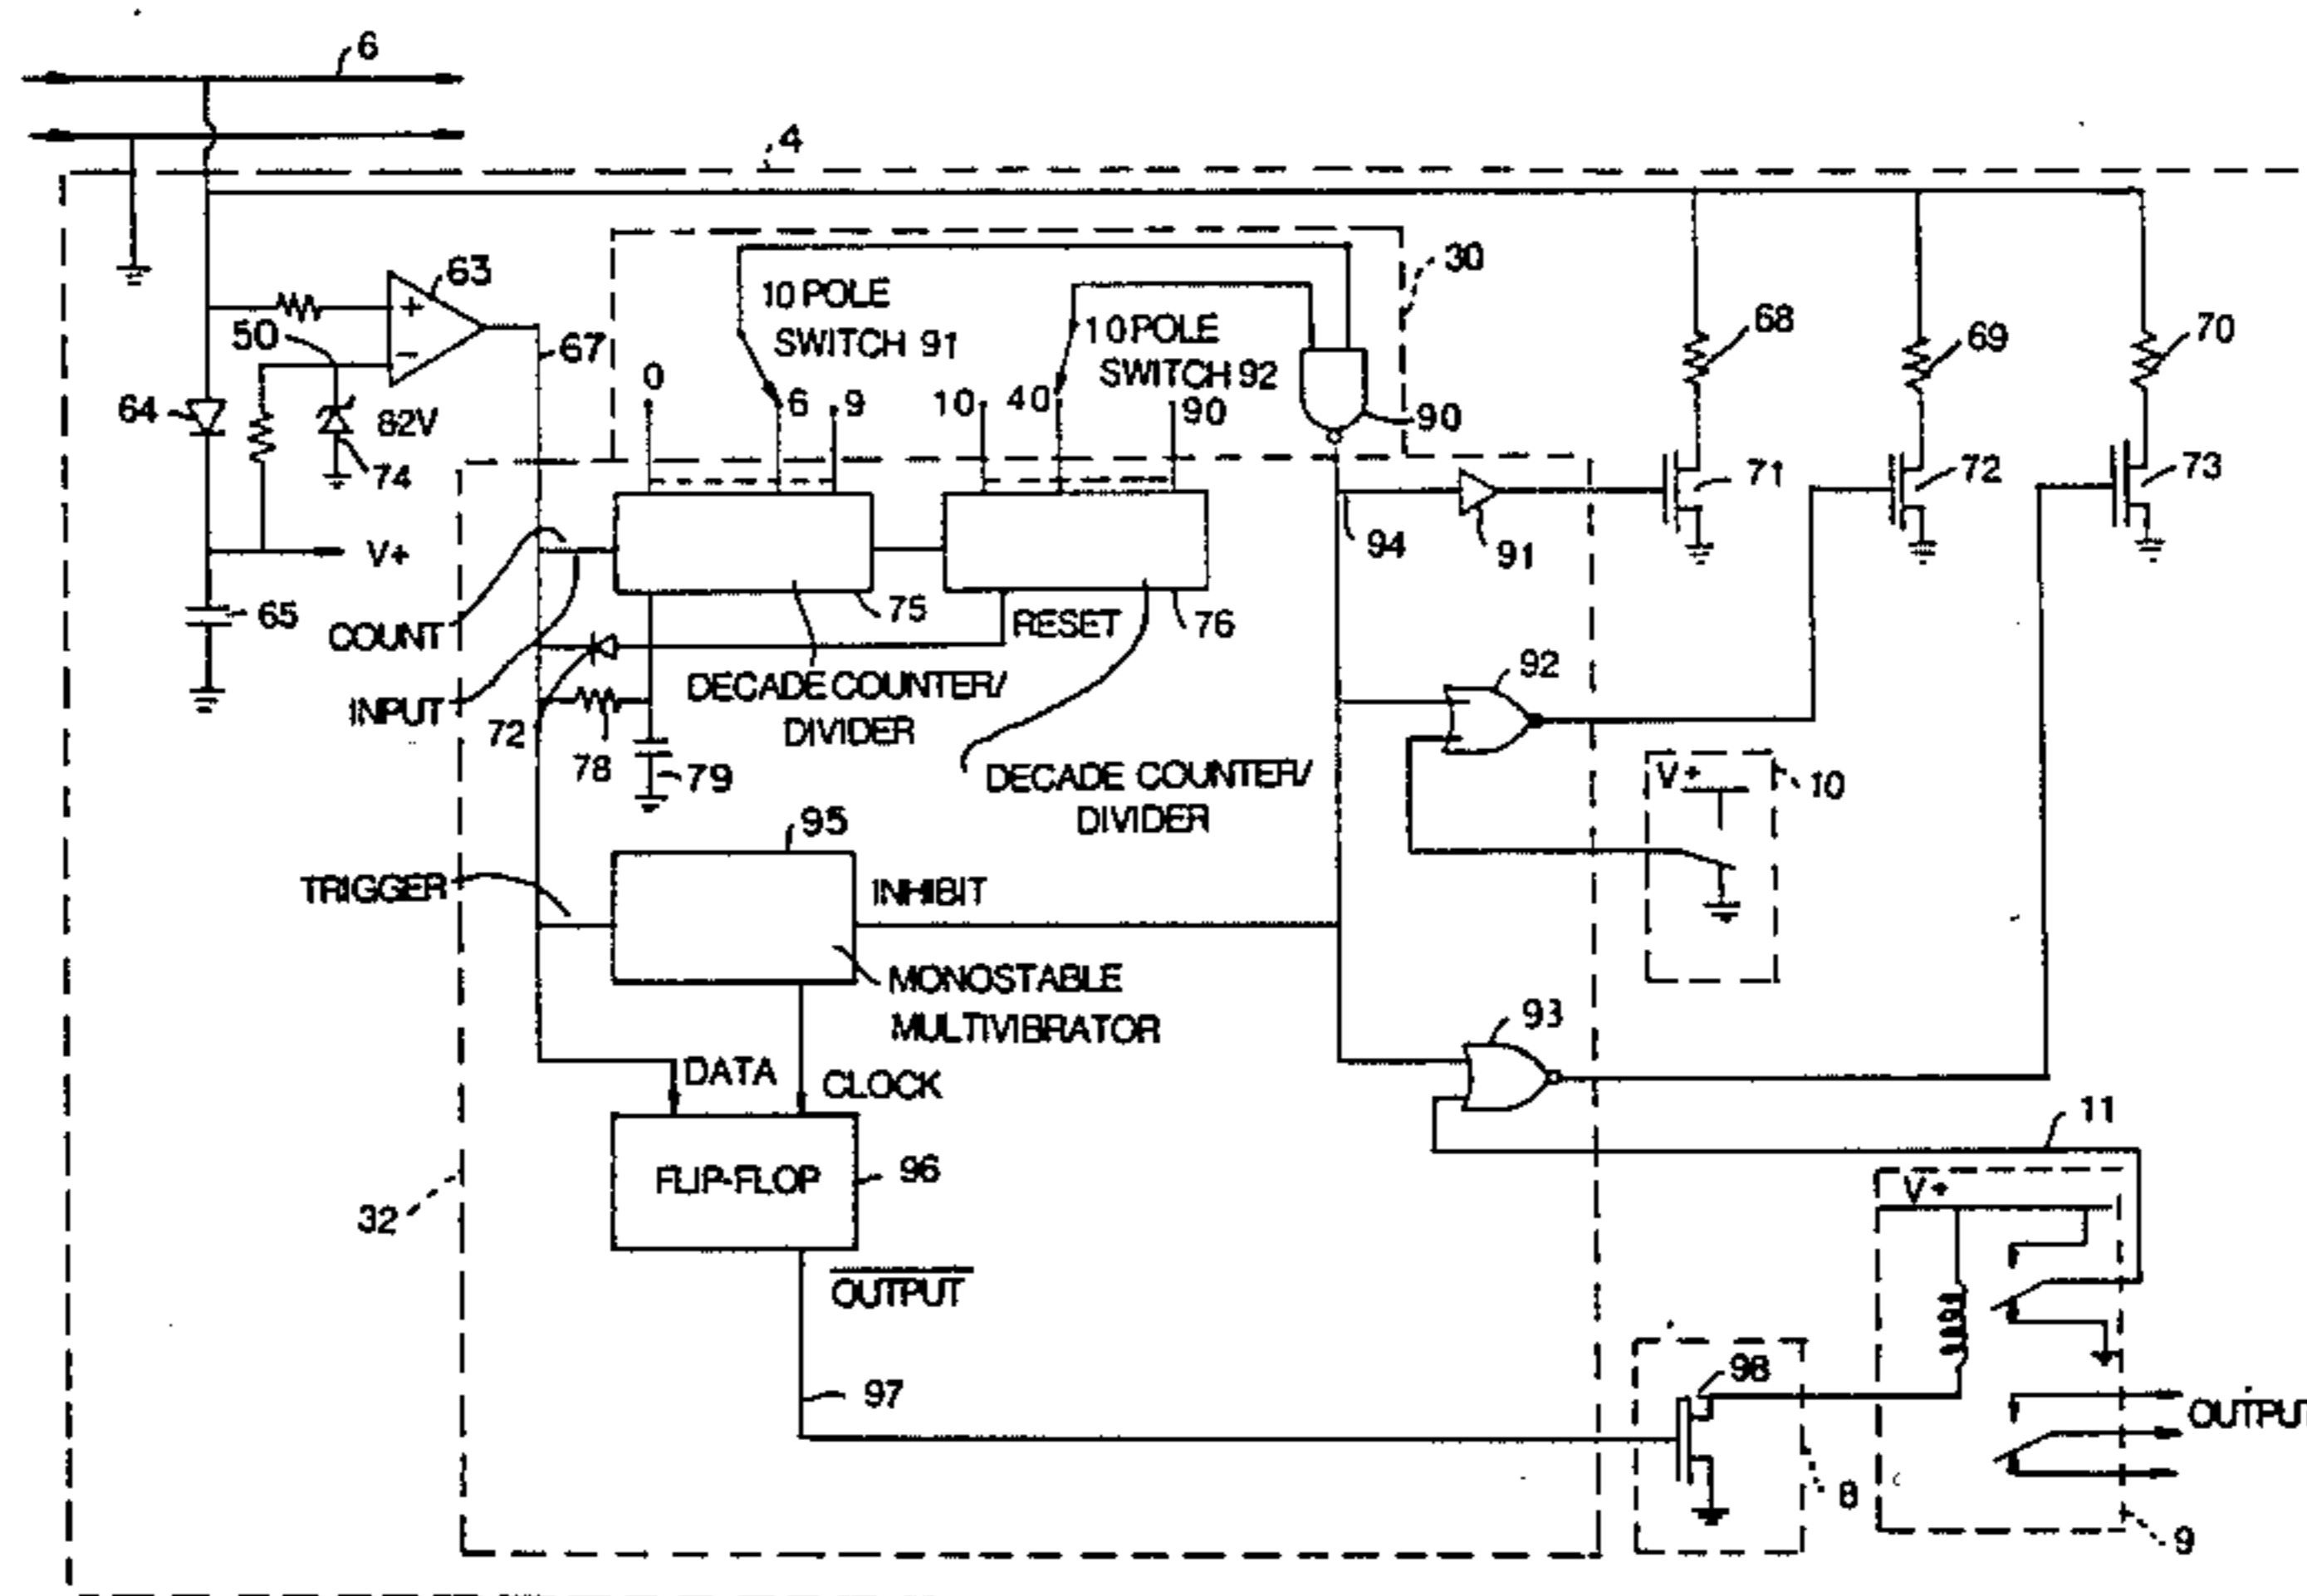 6
4
63
+
−
50
67
64
82V
74
V+
65
10 POLE
SWITCH 91
10 POLE
SWITCH 92
30
0
6
9
10
40
90
90
68
69
70
71
72
73
94
91
COUNT
INPUT
75
RESET
76
DECADE COUNTER/
DIVIDER
72
78
79
DECADE COUNTER/
DIVIDER
92
V+
10
95
TRIGGER
INHIBIT
MONOSTABLE
MULTIVIBRATOR
93
DATA
CLOCK
11
FLIP-FLOP
96
32
V+
OUTPUT
97
98
OUTPUT
8
9